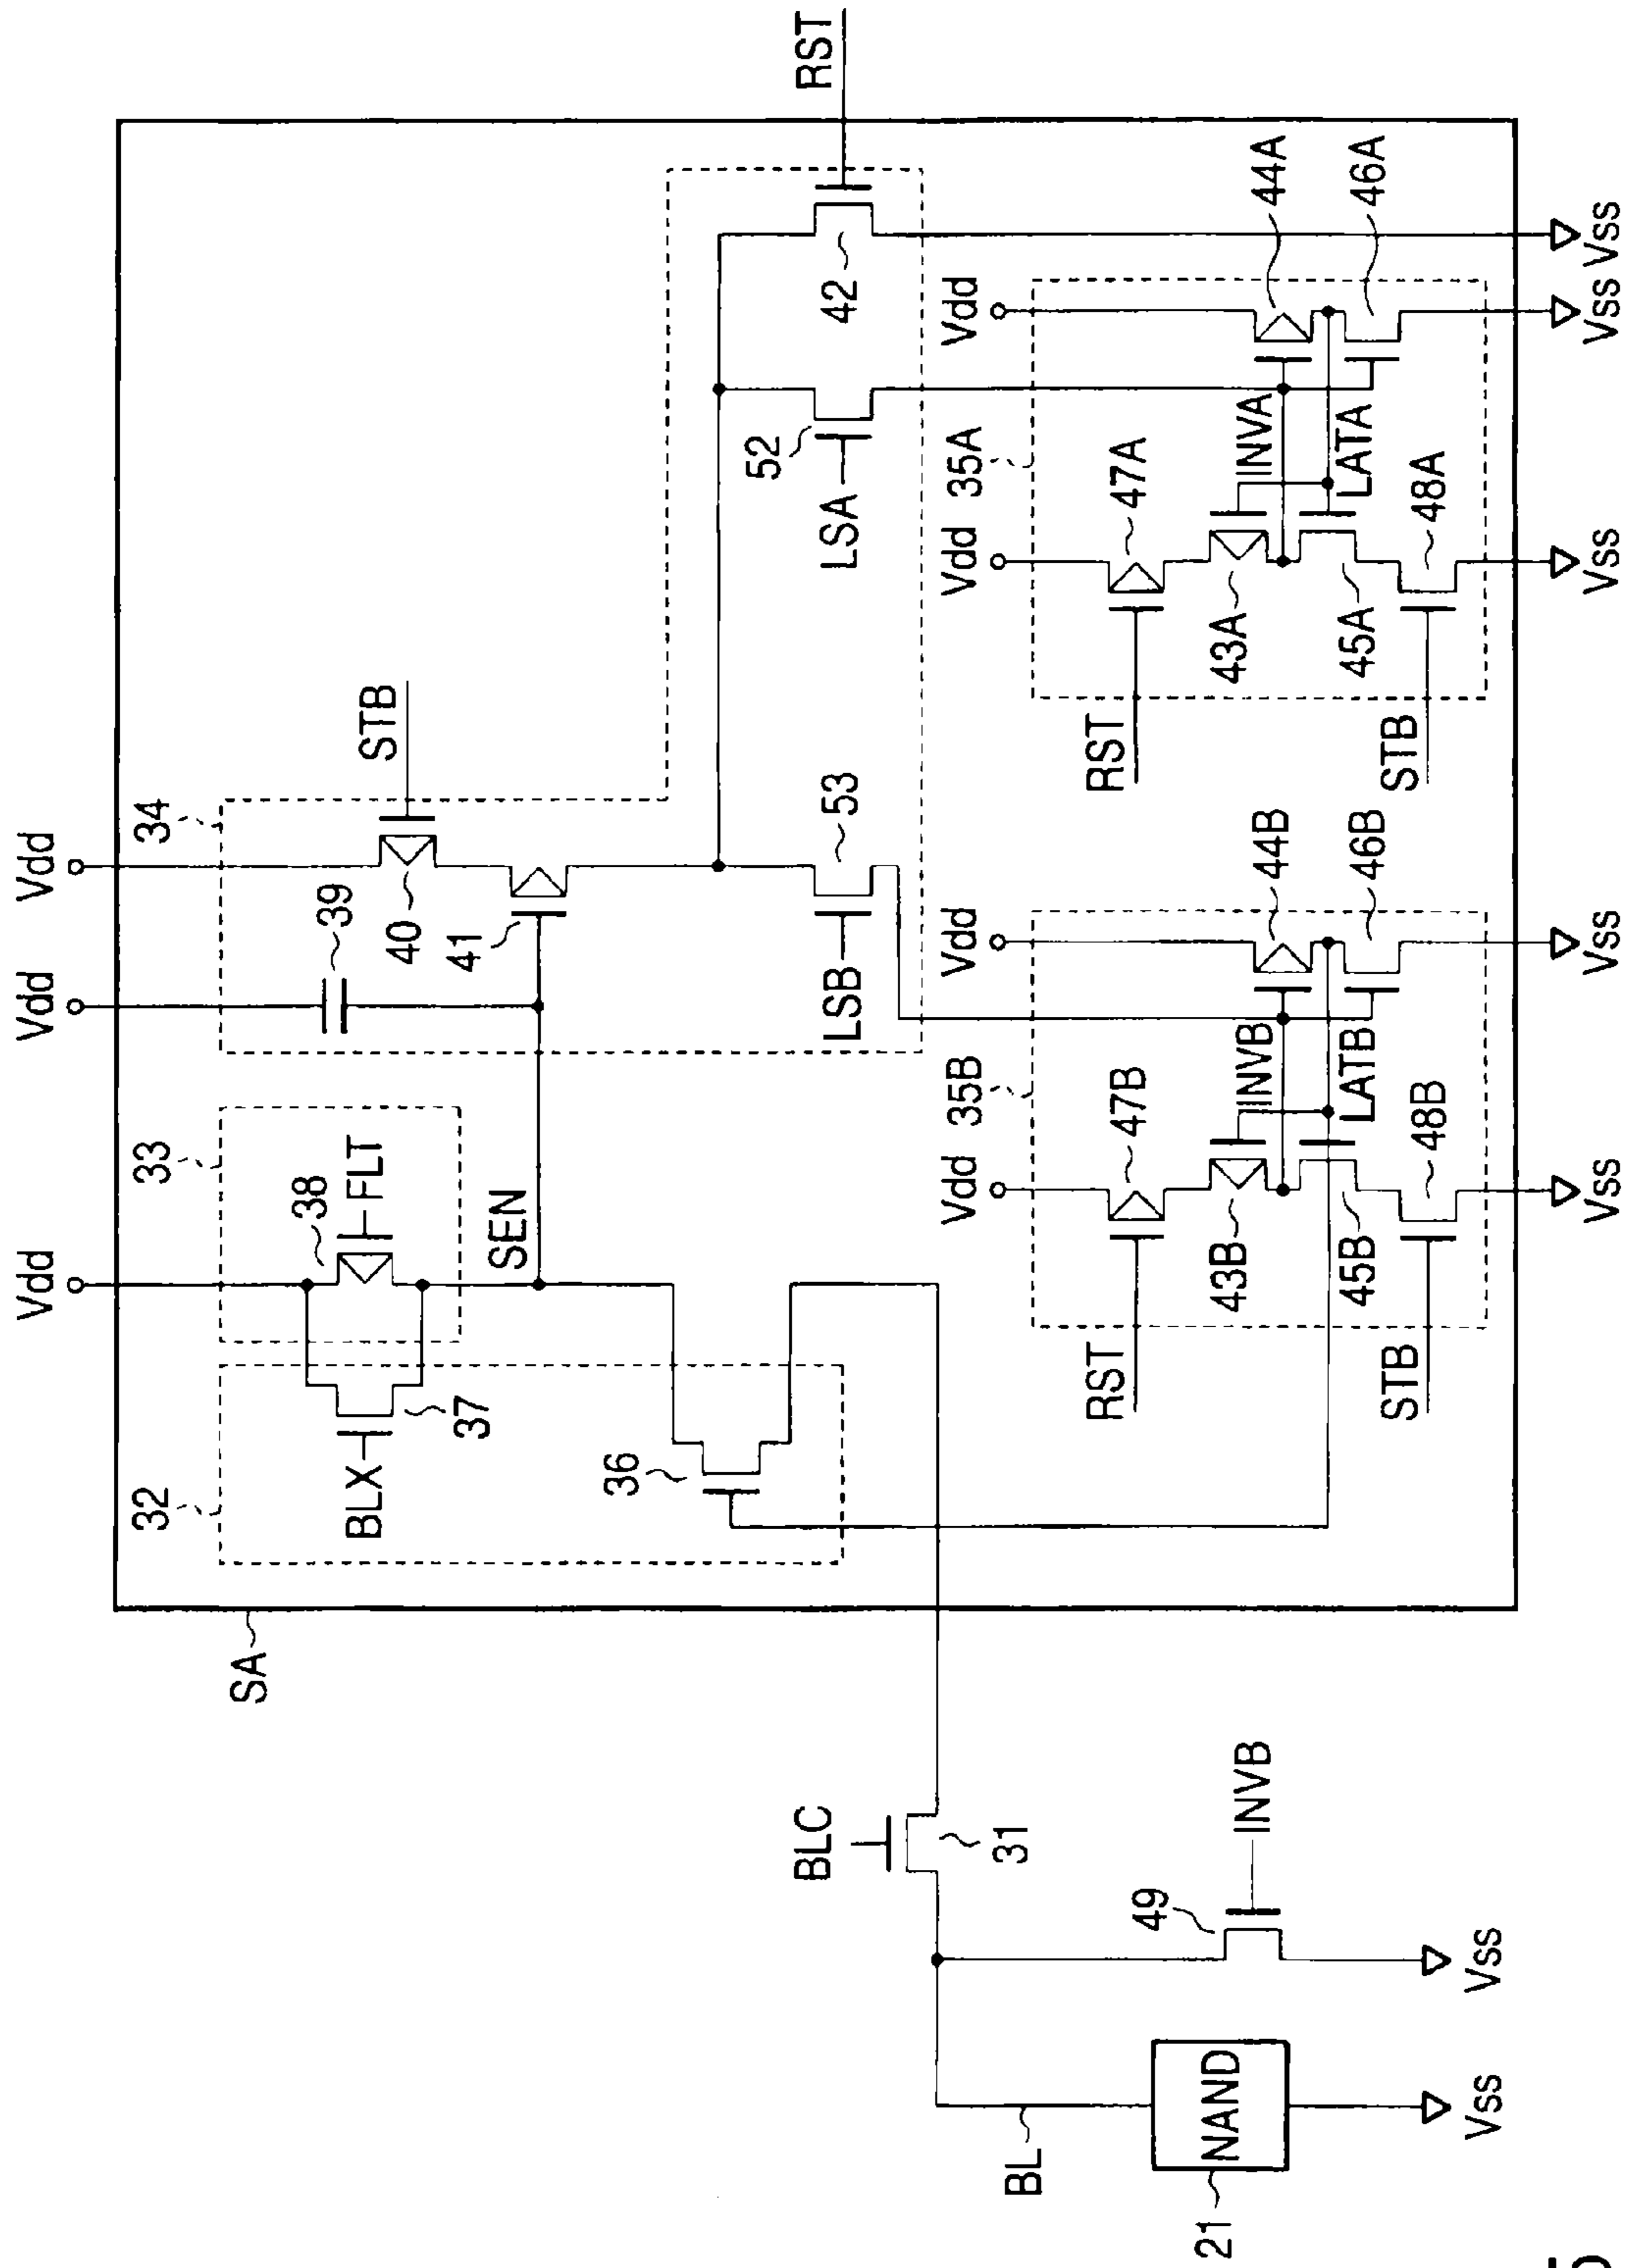 Vdd
Vdd
Vdd
SA
32
33
34
BLX
37
38
FLT
39
40
STB
41
SEN
36
LSB
53
LSA
52
42
RST
BLC
31
BL
21
NAND
Vss
49
INVB
Vss
35B
Vdd
Vdd
RST
47B
43B
INVB
44B
45B
LATB
46B
STB
48B
Vss
Vss
35A
Vdd
Vdd
RST
47A
43A
INVA
44A
45A
LATA
46A
STB
48A
Vss
Vss
Vss